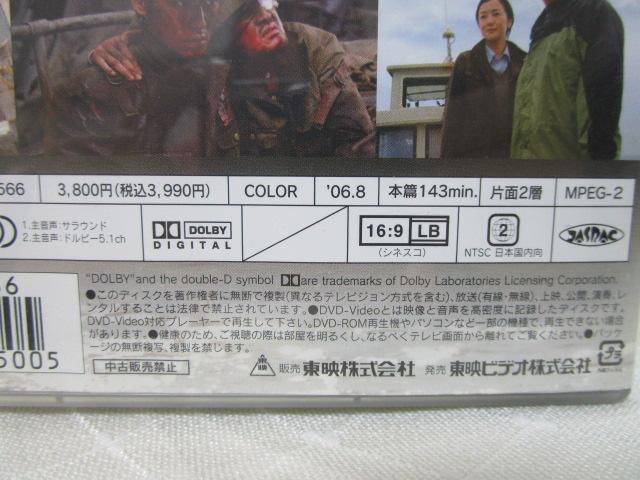 566 3,800円(税込3,990円) COLOR '06.8 本篇143min. 片面2層 MPEG-2
1.主音声:サラウンド
2.主音声:ドルビー5.1ch
DOLBY
DIGITAL
16:9 LB
(シネスコ)
2
NTSC 日本国内向
JASRAC
"DOLBY"and the double-D symbol are trademarks of Dolby Laboratories Licensing Corporation.
●このディスクを著作権者に無断で複製(異なるテレビジョン方式を含む)、放送(有線・無線)、上映、公開、演奏、レ
ンタルすることは法律で禁止されています。●DVD-Videoとは映像と音声を高密度に記録したディスクです。
DVD-Video対応プレーヤーで再生して下さい。DVD-ROM再生機やパソコンなど一部の機種で、再生できない場合
があります。●健康のため、ご視聴の際は部屋を明るくし、なるべくテレビ画面から離れてご覧ください。●パッケ
ージの無断複写、複製を禁じます。
6
5005
中古販売禁止
東映 販売 東映株式会社 発売 東映ビデオ株式会社
プラ